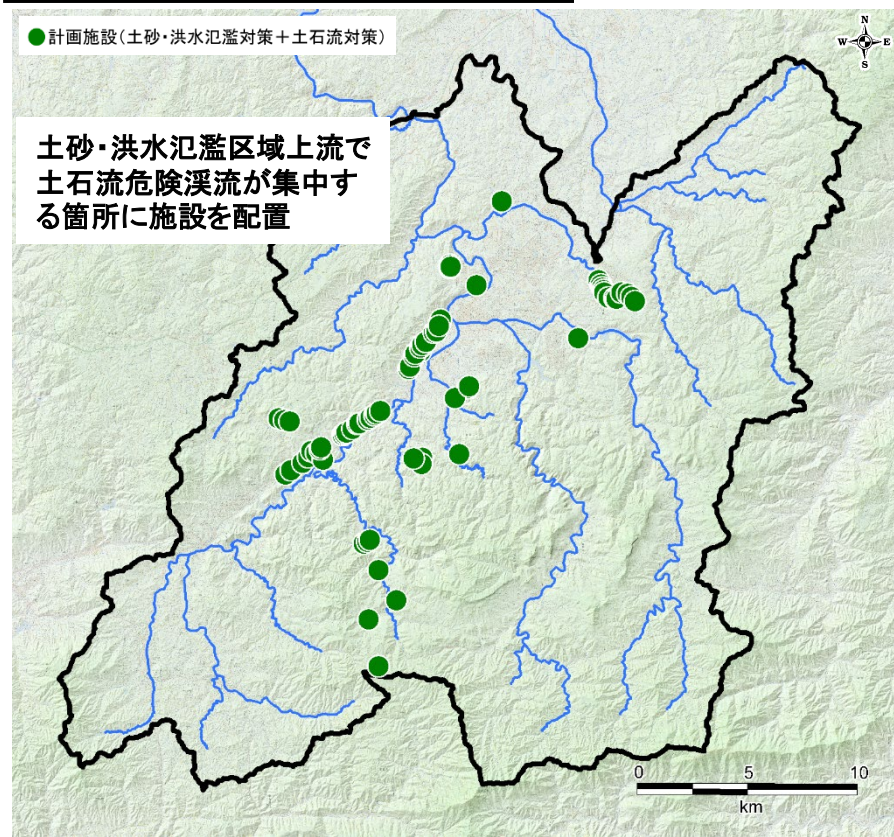 ●計画施設(土砂・洪水氾濫対策+土石流対策)
N
W E
S
土砂・洪水氾濫区域上流で
土石流危険渓流が集中す
る箇所に施設を配置
0 5 10
km